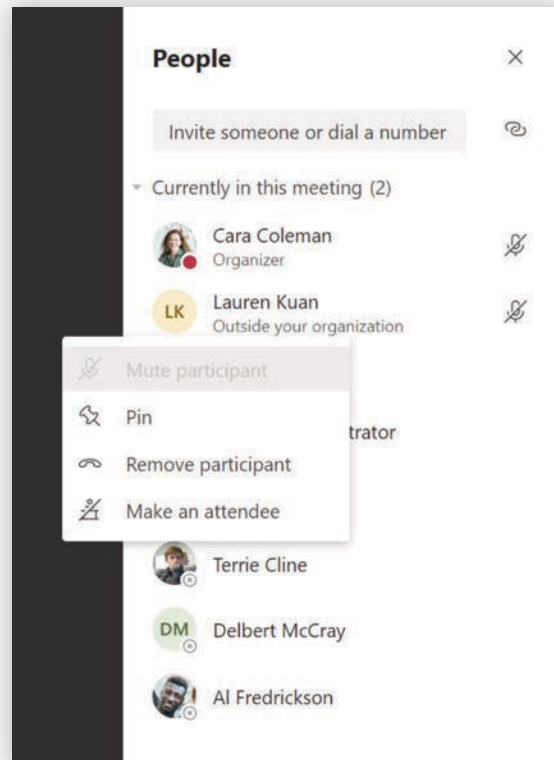 People
Invite someone or dial a number
Currently in this meeting (2)
Cara Coleman
Organizer
LK
Lauren Kuan
Outside your organization
Mute participant
Pin
trator
Remove participant
Make an attendee
Terrie Cline
DM
Delbert McCray
Al Fredrickson